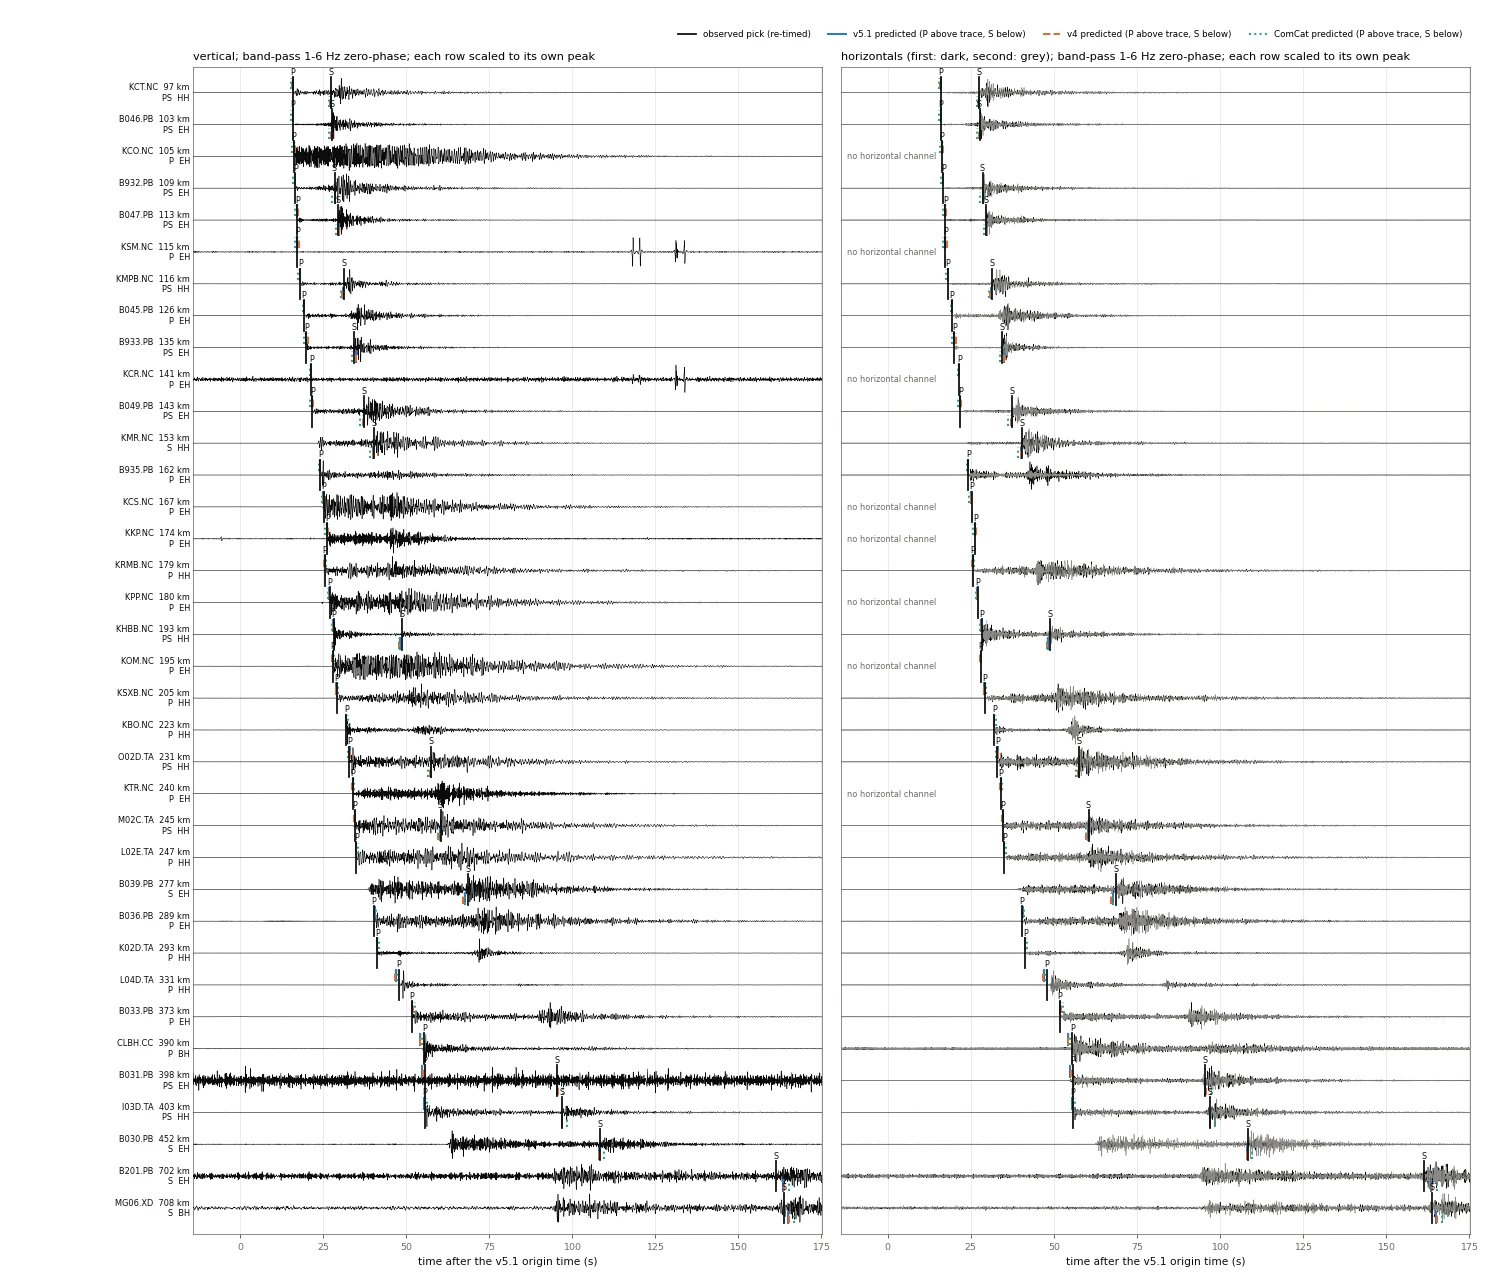 observed pick (re-timed)
v5.1 predicted (P above trace, S below)
v4 predicted (P above trace, S below)
ComCat predicted (P above trace, S below)
vertical; band-pass 1-6 Hz zero-phase; each row scaled to its own peak
horizontals (first: dark, second: grey); band-pass 1-6 Hz zero-phase; each row scaled to its own peak
KCT.NC 97 km
PS HH
B046.PB 103 km
PS EH
KCO.NC 105 km
P EH
no horizontal channel
B932.PB 109 km
PS EH
B047.PB 113 km
PS EH
KSM.NC 115 km
P EH
no horizontal channel
KMPB.NC 116 km
PS HH
B045.PB 126 km
P EH
B933.PB 135 km
PS EH
KCR.NC 141 km
P EH
no horizontal channel
B049.PB 143 km
PS EH
KMR.NC 153 km
S HH
B935.PB 162 km
P EH
KCS.NC 167 km
P EH
no horizontal channel
KKP.NC 174 km
P EH
no horizontal channel
KRMB.NC 179 km
P HH
KPP.NC 180 km
P EH
no horizontal channel
KHBB.NC 193 km
PS HH
KOM.NC 195 km
P EH
no horizontal channel
KSXB.NC 205 km
P HH
KBO.NC 223 km
P HH
O02D.TA 231 km
PS HH
KTR.NC 240 km
P EH
no horizontal channel
M02C.TA 245 km
PS HH
L02E.TA 247 km
P HH
B039.PB 277 km
S EH
B036.PB 289 km
P EH
K02D.TA 293 km
P HH
L04D.TA 331 km
P HH
B033.PB 373 km
P EH
CLBH.CC 390 km
P BH
B031.PB 398 km
PS EH
I03D.TA 403 km
PS HH
B030.PB 452 km
S EH
B201.PB 702 km
S EH
MG06.XD 708 km
S BH
0 25 50 75 100 125 150 175
0 25 50 75 100 125 150 175
time after the v5.1 origin time (s)
time after the v5.1 origin time (s)